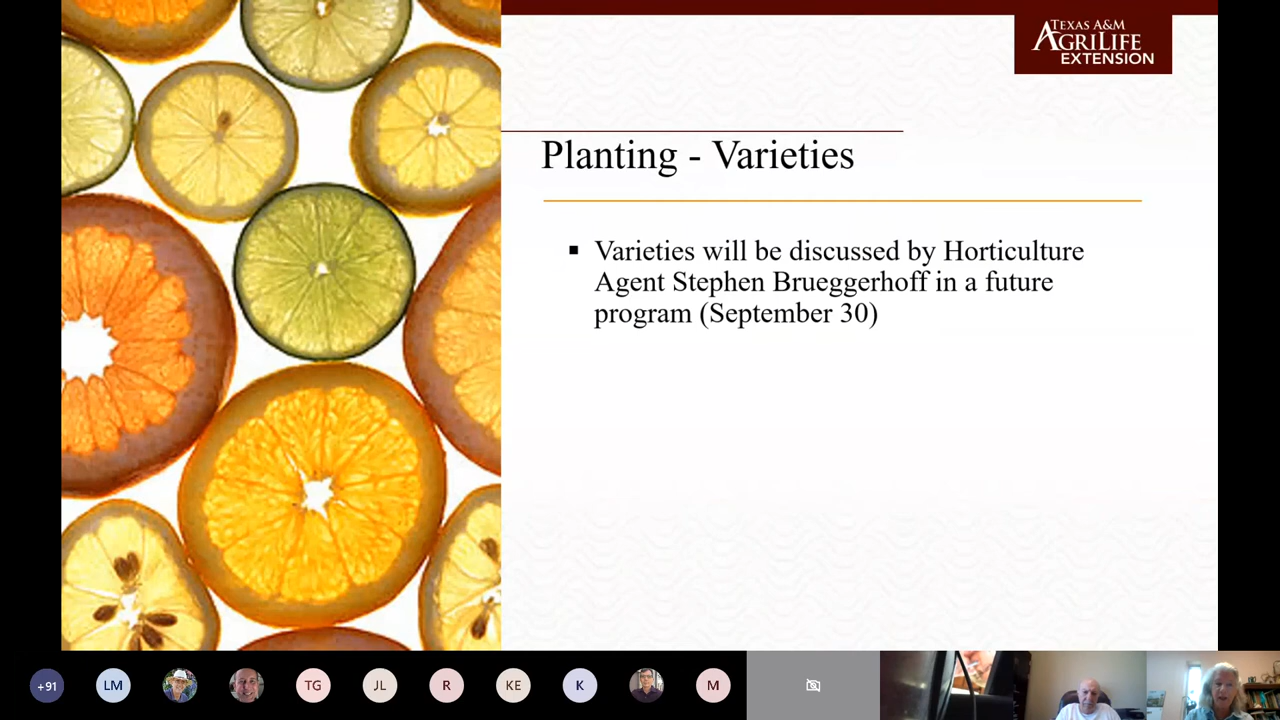 TEXAS A&M
AGRILIFE
EXTENSION
Planting - Varieties
▪ Varieties will be discussed by Horticulture
Agent Stephen Brueggerhoff in a future
program (September 30)
+91
LM
TG
JL
R
KE
K
M